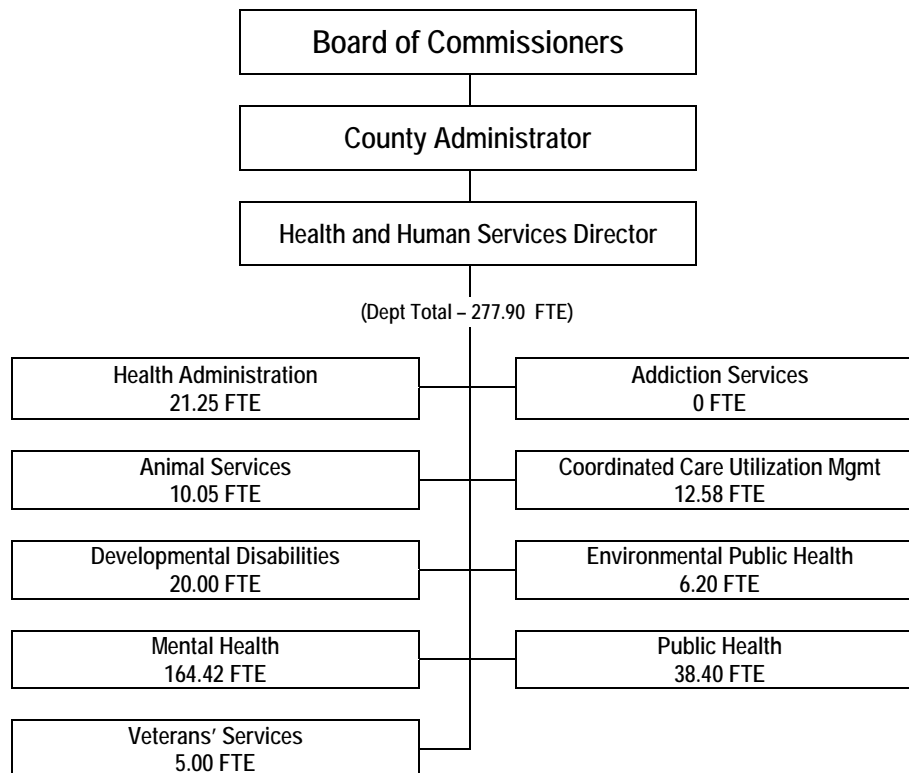 Board of Commissioners
County Administrator
Health and Human Services Director
(Dept Total – 277.90 FTE)
Health Administration
21.25 FTE
Addiction Services
0 FTE
Animal Services
10.05 FTE
Coordinated Care Utilization Mgmt
12.58 FTE
Developmental Disabilities
20.00 FTE
Environmental Public Health
6.20 FTE
Mental Health
164.42 FTE
Public Health
38.40 FTE
Veterans’ Services
5.00 FTE